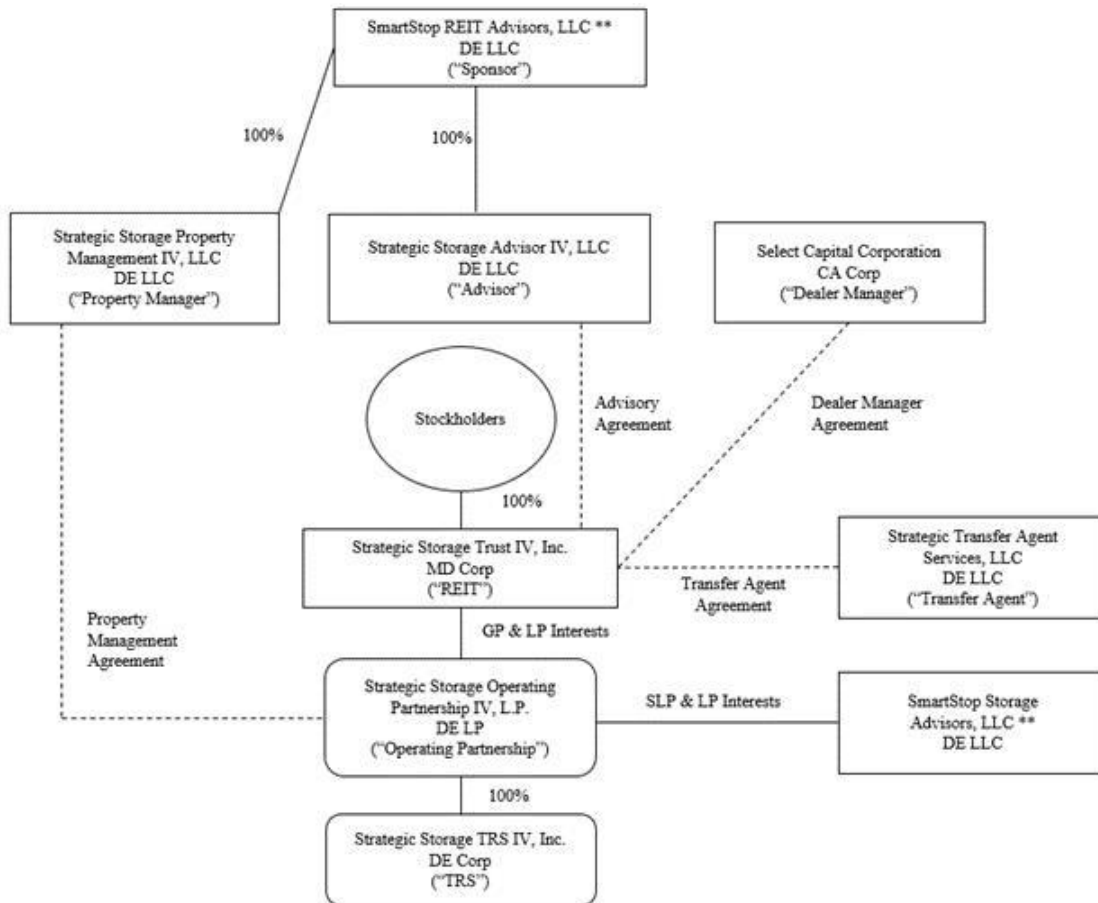 SmartStop REIT Advisors, LLC **
DE LLC
(“Sponsor”)
100%
100%
Strategic Storage Property
Management IV, LLC
DE LLC
(“Property Manager”)
Strategic Storage Advisor IV, LLC
DE LLC
(“Advisor”)
Select Capital Corporation
CA Corp
(“Dealer Manager”)
Stockholders
Advisory
Agreement
Dealer Manager
Agreement
100%
Strategic Storage Trust IV, Inc.
MD Corp
(“REIT”)
Transfer Agent
Agreement
Strategic Transfer Agent
Services, LLC
DE LLC
(“Transfer Agent”)
Property
Management
Agreement
GP & LP Interests
Strategic Storage Operating
Partnership IV, L.P.
DE LP
(“Operating Partnership”)
SLP & LP Interests
SmartStop Storage
Advisors, LLC **
DE LLC
100%
Strategic Storage TRS IV, Inc.
DE Corp
(“TRS”)